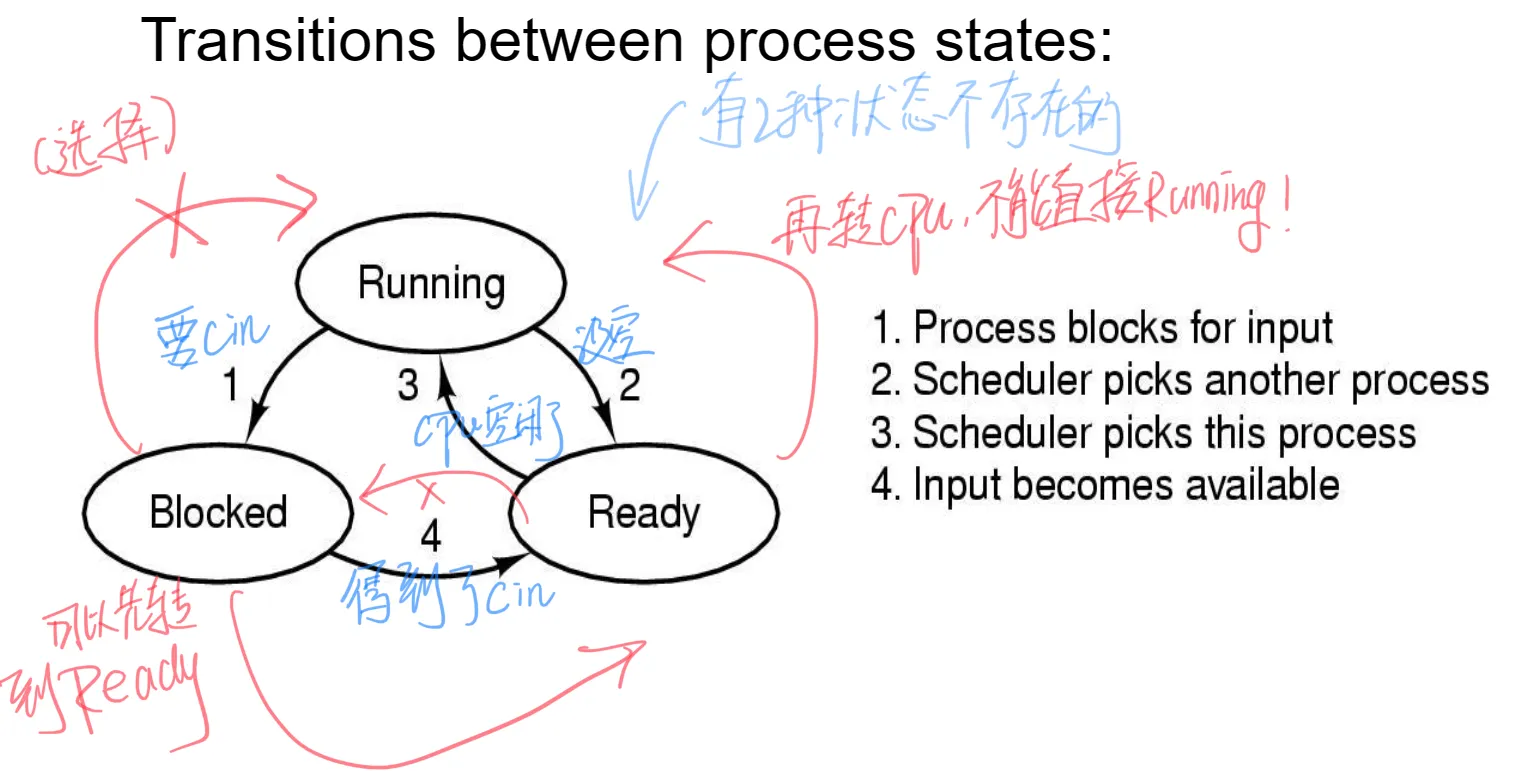 Transitions between process states:
有2种状态不存在的
(选择)
再转cpu,不能直接Running!
Running
要cin
没空
1
3
2
cpu空闲了
1. Process blocks for input
2. Scheduler picks another process
3. Scheduler picks this process
4. Input becomes available
Blocked
4
Ready
得到了cin
可以先转
到Ready